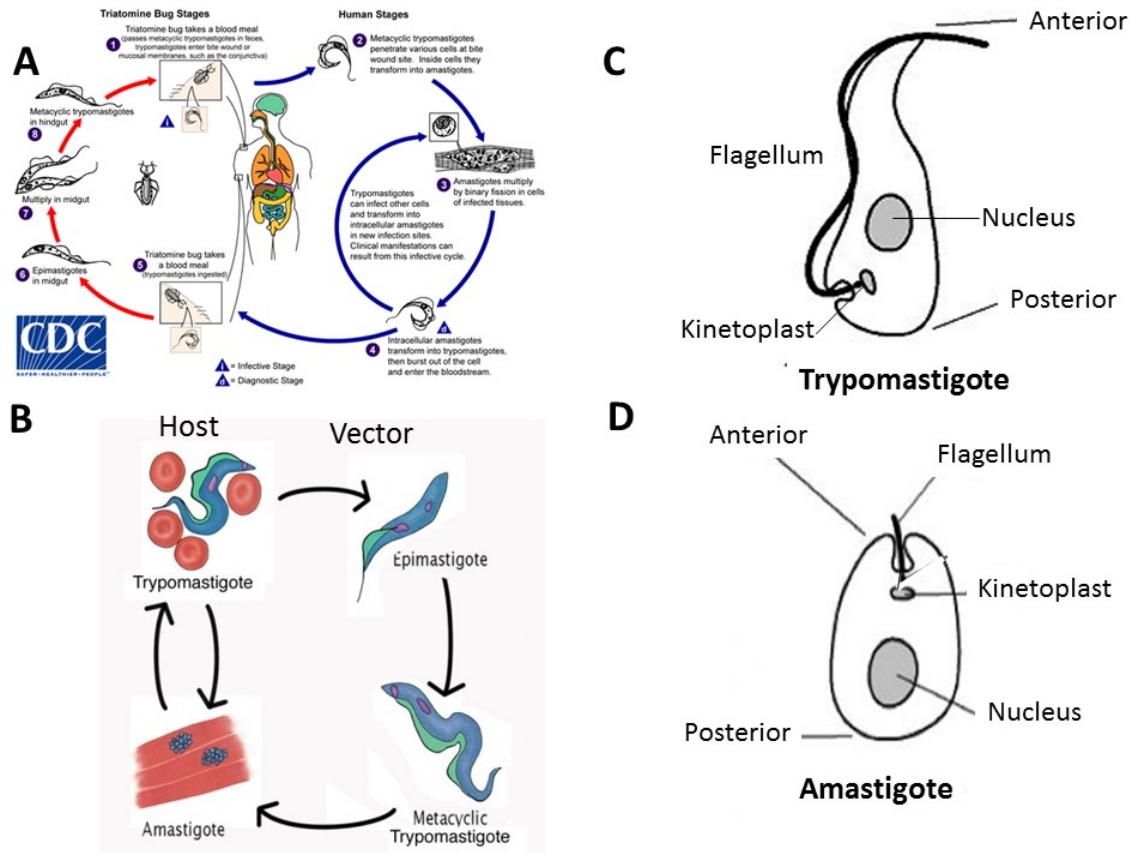 A
Triatomine Bug Stages
Human Stages
1 Triatomine bug takes a blood meal
(passes metacyclic trypomastigotes in feces,
trypomastigotes enter bite wound or
mucosal membranes, such as the conjunctiva)
2 Metacyclic trypomastigotes
penetrate various cells at bite
wound site. Inside cells they
transform into amastigotes.
3 Amastigotes multiply
by binary fission in cells
of infected tissues.
Trypomastigotes
can infect other cells
and transform into
intracellular amastigotes
in new infection sites.
Clinical manifestations can
result from this infective cycle.
4 Intracellular amastigotes
transform into trypomastigotes,
then burst out of the cell
and enter the bloodstream.
d
5 Triatomine bug takes
a blood meal
(trypomastigotes ingested)
6 Epimastigotes
in midgut
7 Multiply in midgut
8 Metacyclic trypomastigotes
in hindgut
i
i = Infective Stage
d = Diagnostic Stage
CDC
SAFER·HEALTHIER·PEOPLE™
B
Host
Vector
Trypomastigote
Epimastigote
Amastigote
Metacyclic
Trypomastigote
C
Anterior
Flagellum
Nucleus
Kinetoplast
Posterior
Trypomastigote
D
Anterior
Flagellum
Kinetoplast
Nucleus
Posterior
Amastigote